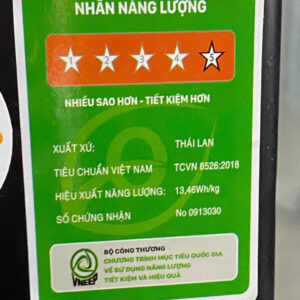 NHÃN NĂNG LƯỢNG
1 2 3 4 5
NHIỀU SAO HƠN - TIẾT KIỆM HƠN
XUẤT XỨ: THÁI LAN
TIÊU CHUẨN VIỆT NAM TCVN 8526:2018
HIỆU XUẤT NĂNG LƯỢNG: 13,46Wh/kg
SỐ CHỨNG NHẬN No 0913030
BỘ CÔNG THƯƠNG
CHƯƠNG TRÌNH MỤC TIÊU QUỐC GIA
VỀ SỬ DỤNG NĂNG LƯỢNG
TIẾT KIỆM VÀ HIỆU QUẢ
VNEEP